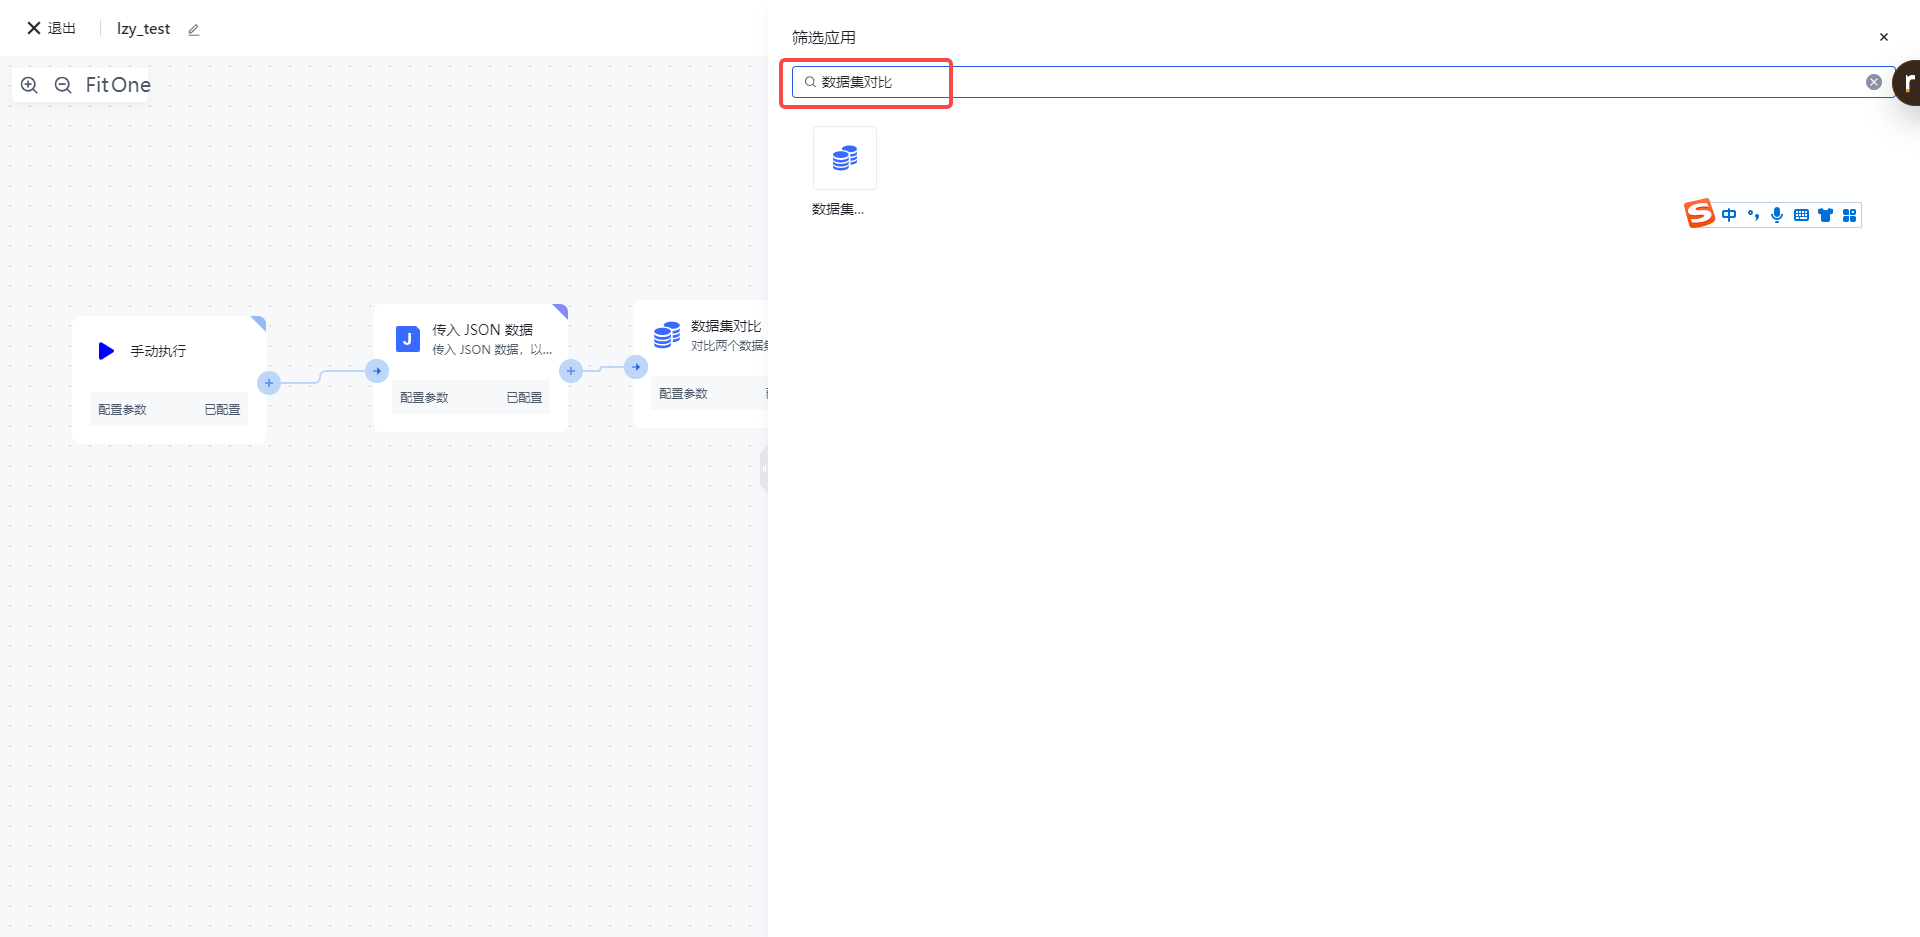 退出
lzy_test
FitOne
筛选应用
数据集对比
数据集...
中
手动执行
配置参数
已配置
J
传入 JSON 数据
传入 JSON 数据，以...
配置参数
已配置
数据集对比
对比两个数据
配置参数